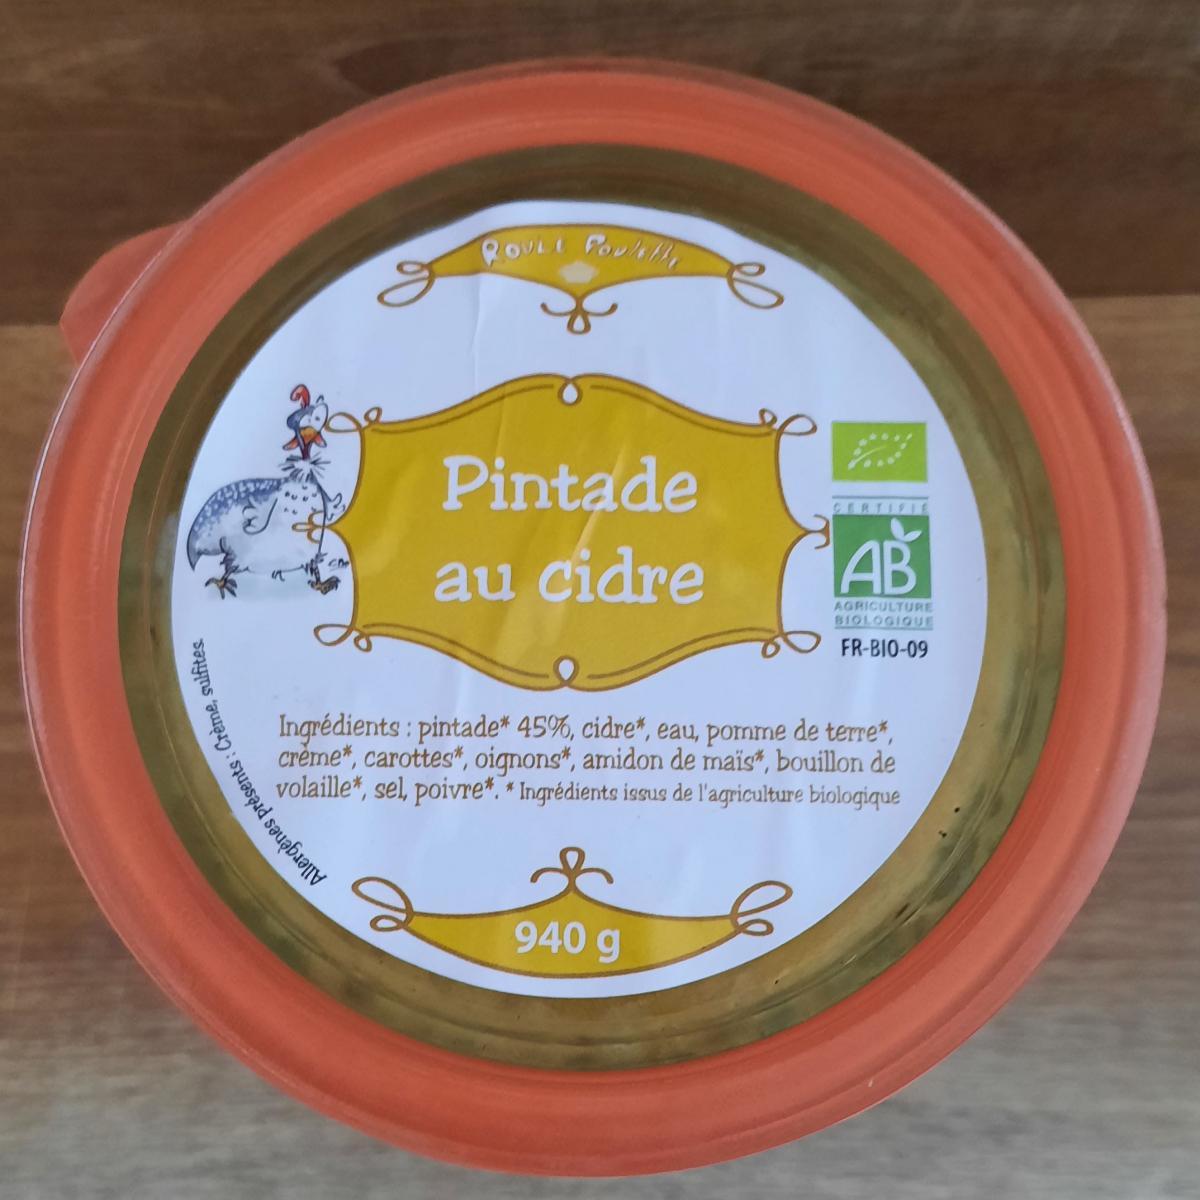 ROULE Poulette
Pintade
au cidre
CERTIFIÉ
AB
AGRICULTURE
BIOLOGIQUE
FR-BIO-09
Allergènes présents : Crème, sulfites.
Ingrédients : pintade* 45%, cidre*, eau, pomme de terre*,
crème*, carottes*, oignons*, amidon de maïs*, bouillon de
volaille*, sel, poivre*. * Ingrédients issus de l'agriculture biologique
940 g